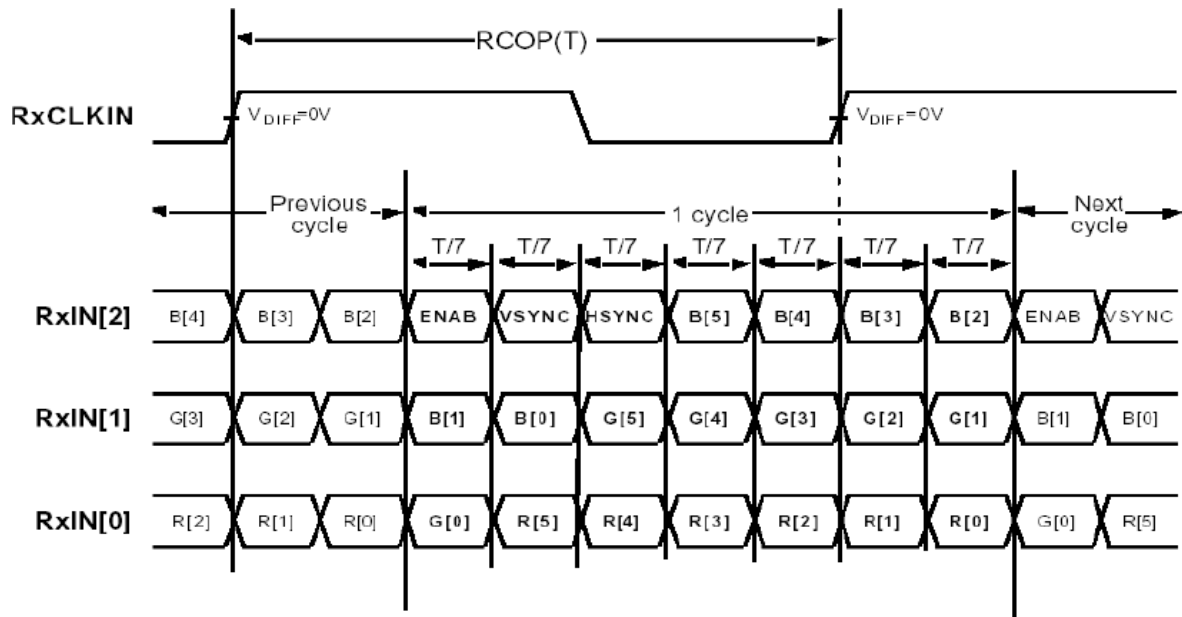 RCOP(T)
RxCLKIN
VDIFF=0V
VDIFF=0V
Previous cycle
1 cycle
Next cycle
T/7 T/7 T/7 T/7 T/7 T/7 T/7
RxIN[2] B[4] B[3] B[2] ENAB VSYNC HSYNC B[5] B[4] B[3] B[2] ENAB VSYNC
RxIN[1] G[3] G[2] G[1] B[1] B[0] G[5] G[4] G[3] G[2] G[1] B[1] B[0]
RxIN[0] R[2] R[1] R[0] G[0] R[5] R[4] R[3] R[2] R[1] R[0] G[0] R[5]